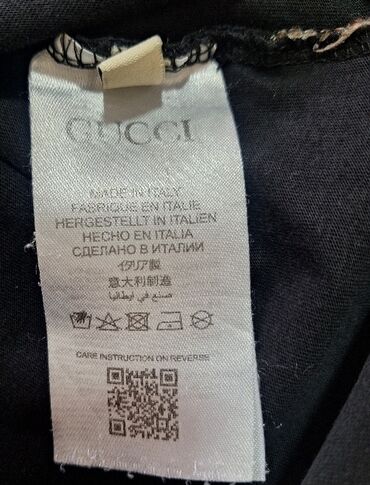 GUCCI
MADE IN ITALY
FABRIQUE EN ITALIE
HERGESTELLT IN ITALIEN
HECHO EN ITALIA
СДЕЛАНО В ИТАЛИИ
イタリア製
意大利制造
صنع في ايطاليا
CARE INSTRUCTION ON REVERSE